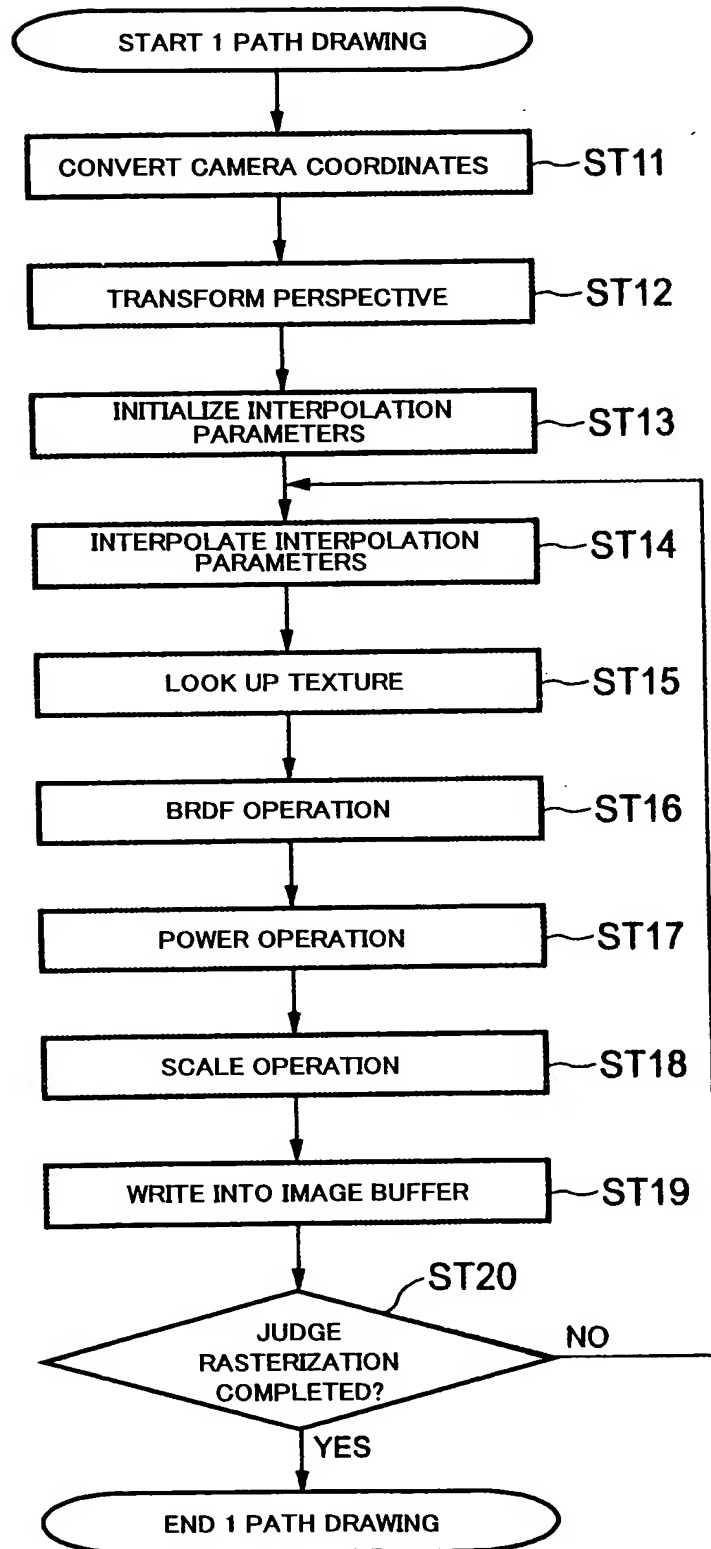 START 1 PATH DRAWING
CONVERT CAMERA COORDINATES
ST11
TRANSFORM PERSPECTIVE
ST12
INITIALIZE INTERPOLATION
PARAMETERS
ST13
INTERPOLATE INTERPOLATION
PARAMETERS
ST14
LOOK UP TEXTURE
ST15
BRDF OPERATION
ST16
POWER OPERATION
ST17
SCALE OPERATION
ST18
WRITE INTO IMAGE BUFFER
ST19
ST20
JUDGE
RASTERIZATION
COMPLETED?
NO
YES
END 1 PATH DRAWING